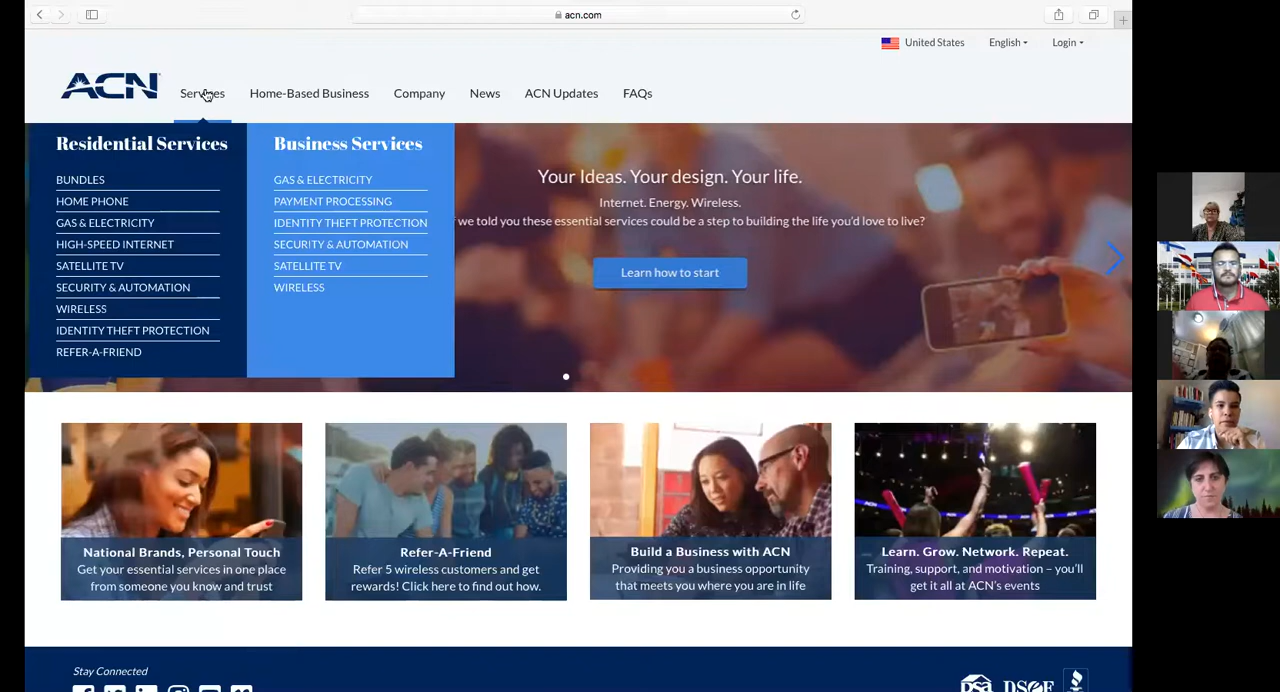 acn.com
United States
English
Login
ACN
Services
Home-Based Business
Company
News
ACN Updates
FAQs
Residential Services
BUNDLES
HOME PHONE
GAS & ELECTRICITY
HIGH-SPEED INTERNET
SATELLITE TV
SECURITY & AUTOMATION
WIRELESS
IDENTITY THEFT PROTECTION
REFER-A-FRIEND
Business Services
GAS & ELECTRICITY
PAYMENT PROCESSING
IDENTITY THEFT PROTECTION
SECURITY & AUTOMATION
SATELLITE TV
WIRELESS
Your Ideas. Your design. Your life.
Internet. Energy. Wireless.
we told you these essential services could be a step to building the life you'd love to live?
Learn how to start
National Brands, Personal Touch
Get your essential services in one place
from someone you know and trust
Refer-A-Friend
Refer 5 wireless customers and get
rewards! Click here to find out how.
Build a Business with ACN
Providing you a business opportunity
that meets you where you are in life
Learn. Grow. Network. Repeat.
Training, support, and motivation – you'll
get it all at ACN's events
Stay Connected